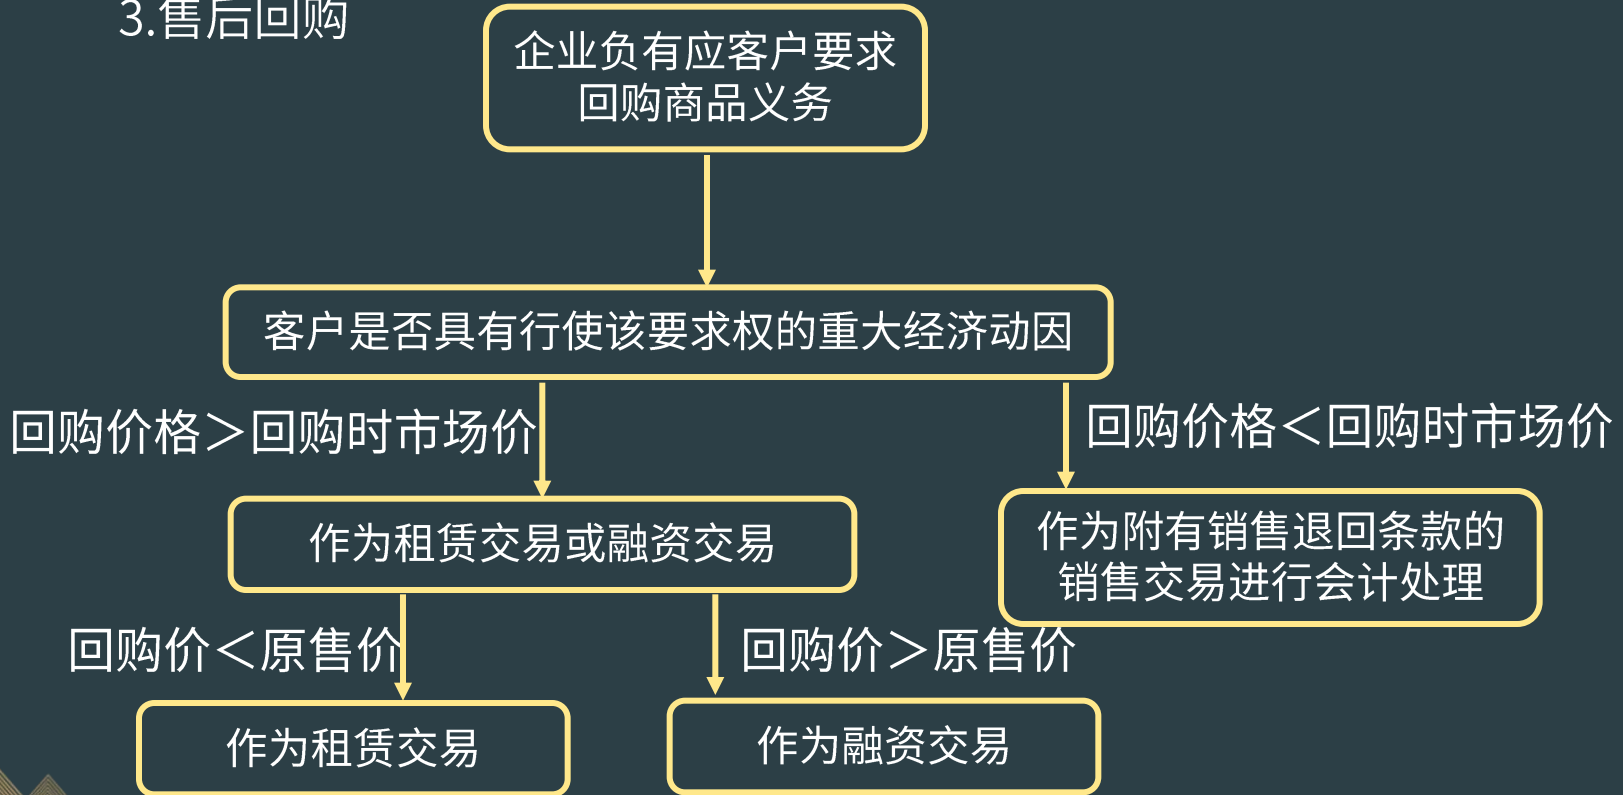 3.售后回购
企业负有应客户要求
回购商品义务
客户是否具有行使该要求权的重大经济动因
回购价格＞回购时市场价
回购价格＜回购时市场价
作为租赁交易或融资交易
作为附有销售退回条款的
销售交易进行会计处理
回购价＜原售价
回购价＞原售价
作为租赁交易
作为融资交易